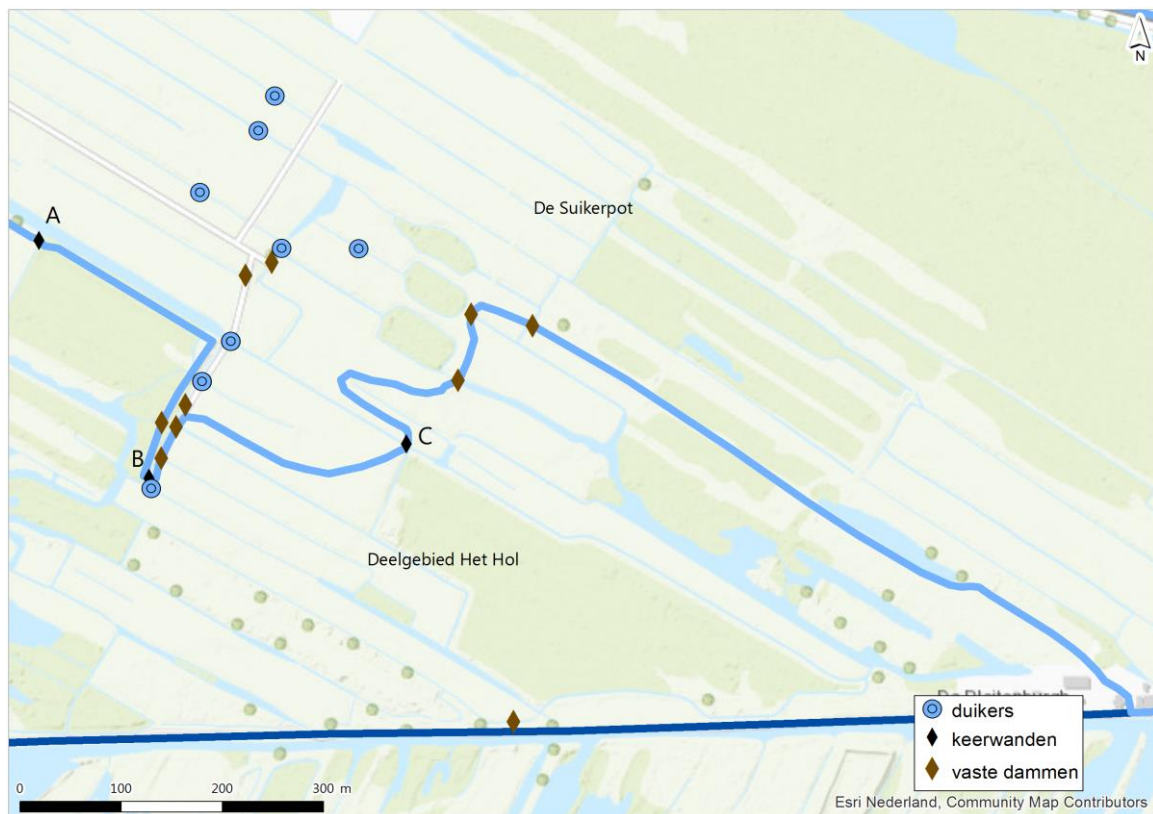 N
De Suikerpot
A
B
C
Deelgebied Het Hol
duikers
keerwanden
vaste dammen
0 100 200 300 m
Esri Nederland, Community Map Contributors